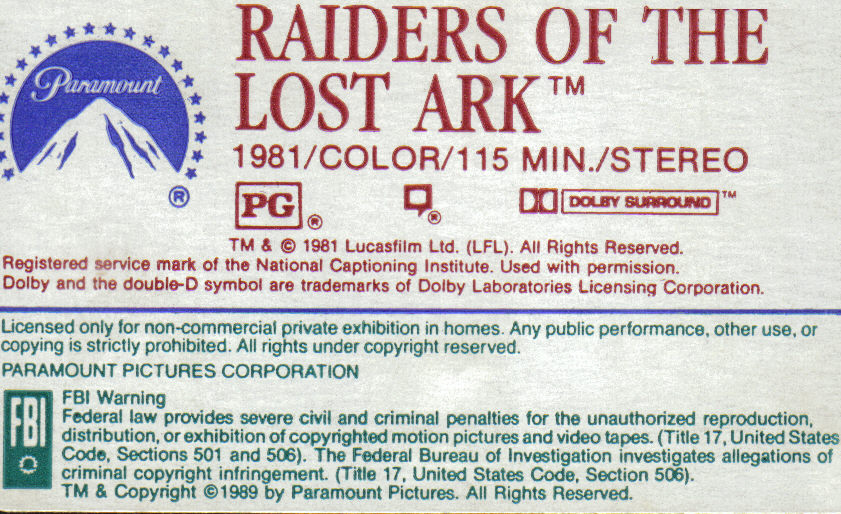 Paramount
®
RAIDERS OF THE
LOST ARK™
1981/COLOR/115 MIN./STEREO
PG ® ® DOLBY SURROUND™
TM & © 1981 Lucasfilm Ltd. (LFL). All Rights Reserved.
Registered service mark of the National Captioning Institute. Used with permission.
Dolby and the double-D symbol are trademarks of Dolby Laboratories Licensing Corporation.
Licensed only for non-commercial private exhibition in homes. Any public performance, other use, or
copying is strictly prohibited. All rights under copyright reserved.
PARAMOUNT PICTURES CORPORATION
FBI
FBI Warning
Federal law provides severe civil and criminal penalties for the unauthorized reproduction,
distribution, or exhibition of copyrighted motion pictures and video tapes. (Title 17, United States
Code, Sections 501 and 506). The Federal Bureau of Investigation investigates allegations of
criminal copyright infringement. (Title 17, United States Code, Section 506).
TM & Copyright ©1989 by Paramount Pictures. All Rights Reserved.